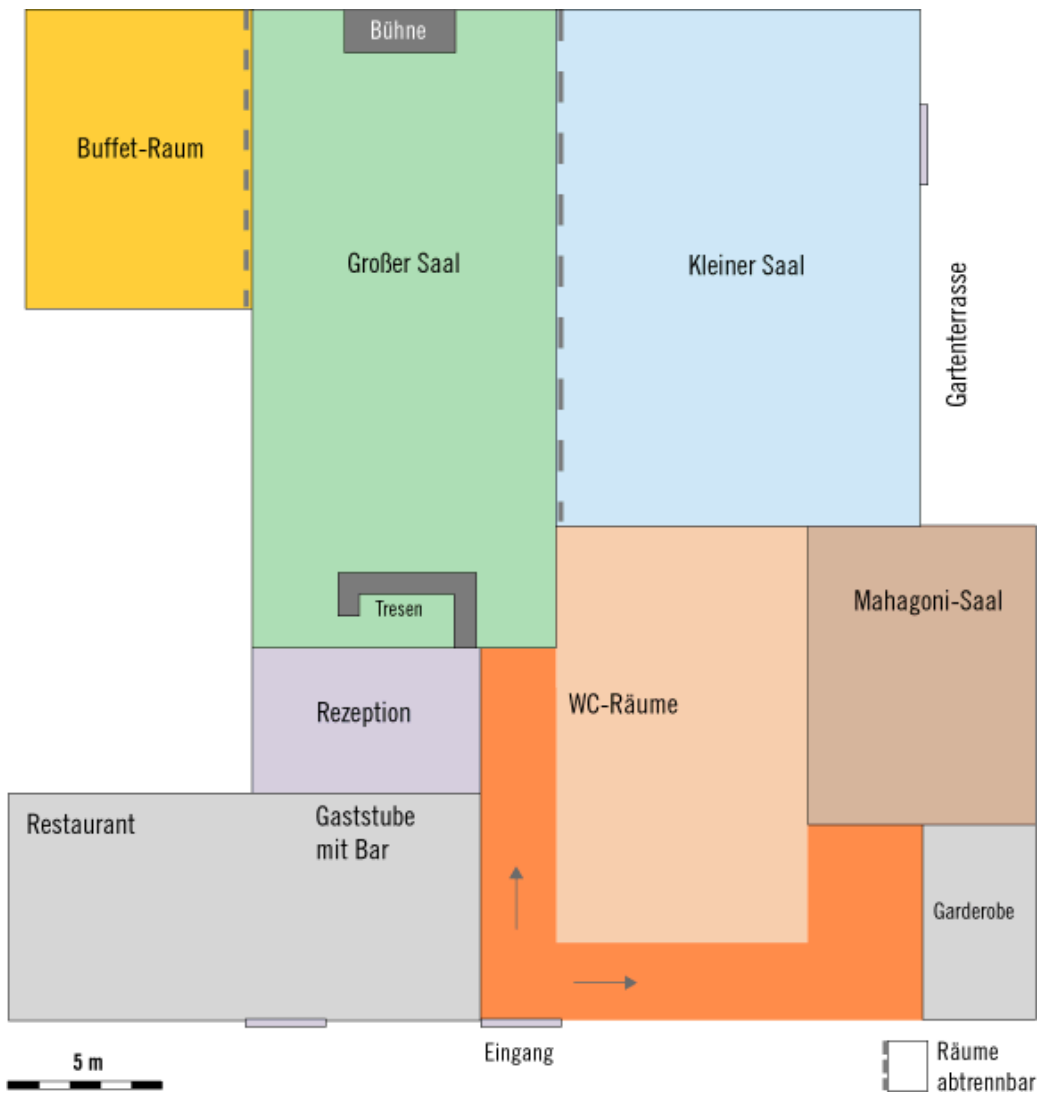 Bühne
Buffet-Raum
Großer Saal
Kleiner Saal
Gartenterrasse
Tresen
Mahagoni-Saal
Rezeption
WC-Räume
Restaurant
Gaststube
mit Bar
Garderobe
Eingang
5 m
Räume
abtrennbar